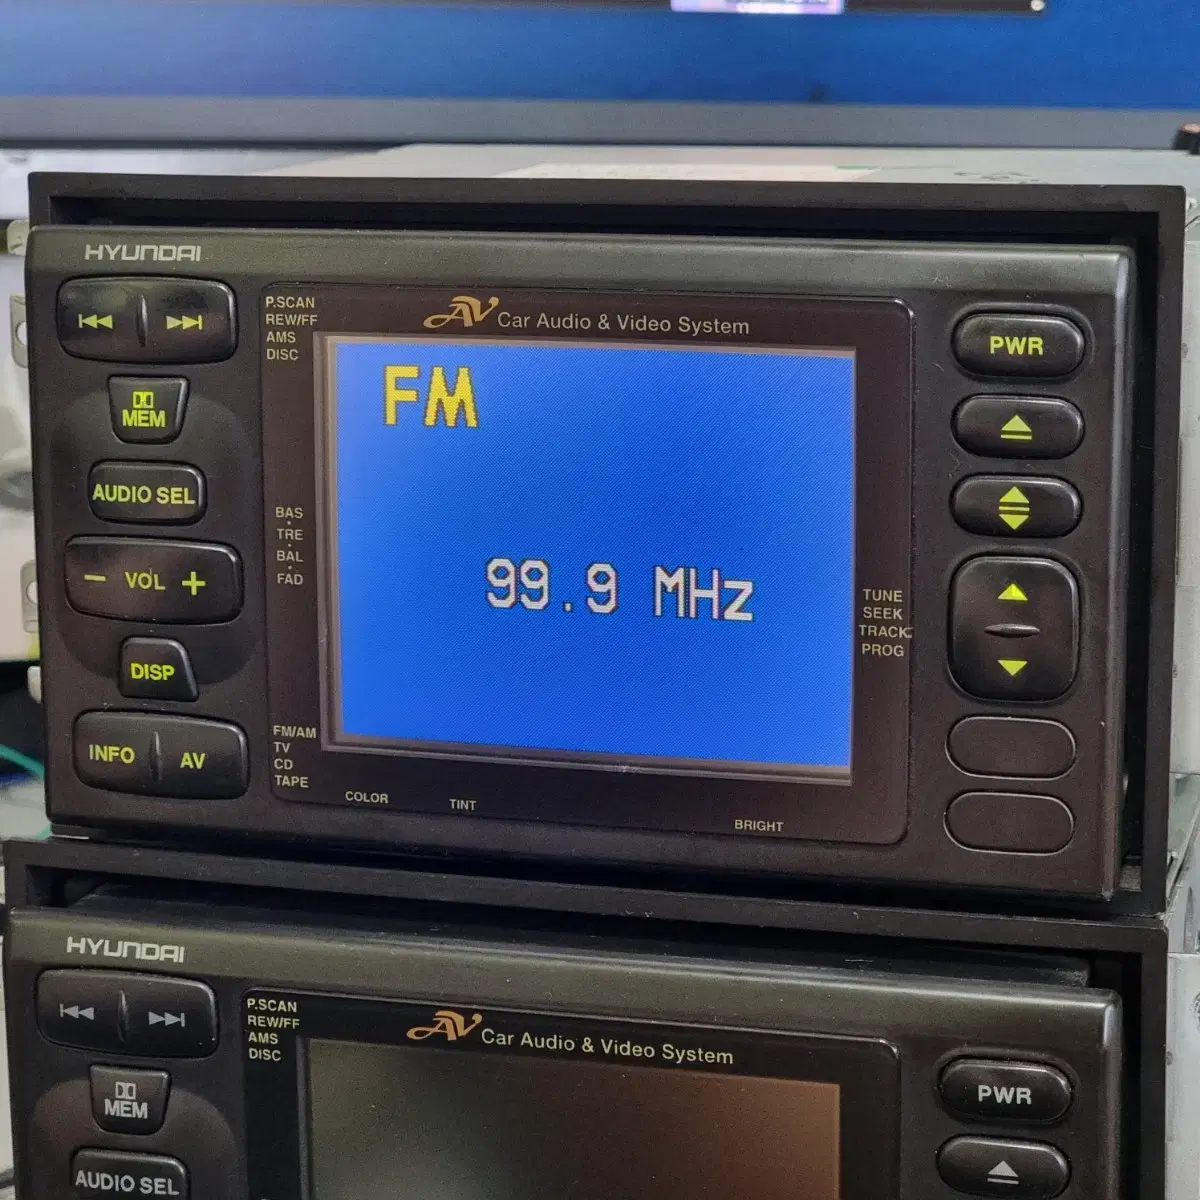 HYUNDAI
P.SCAN
REW/FF
AMS
DISC
AV Car Audio & Video System
PWR
FM
MEM
AUDIO SEL
BAS
TRE
BAL
FAD
- VOL +
99.9 MHz
TUNE
SEEK
TRACK
PROG
DISP
INFO
AV
FM/AM
TV
CD
TAPE
COLOR
TINT
BRIGHT
HYUNDAI
P.SCAN
REW/FF
AMS
DISC
AV Car Audio & Video System
PWR
MEM
AUDIO SEL